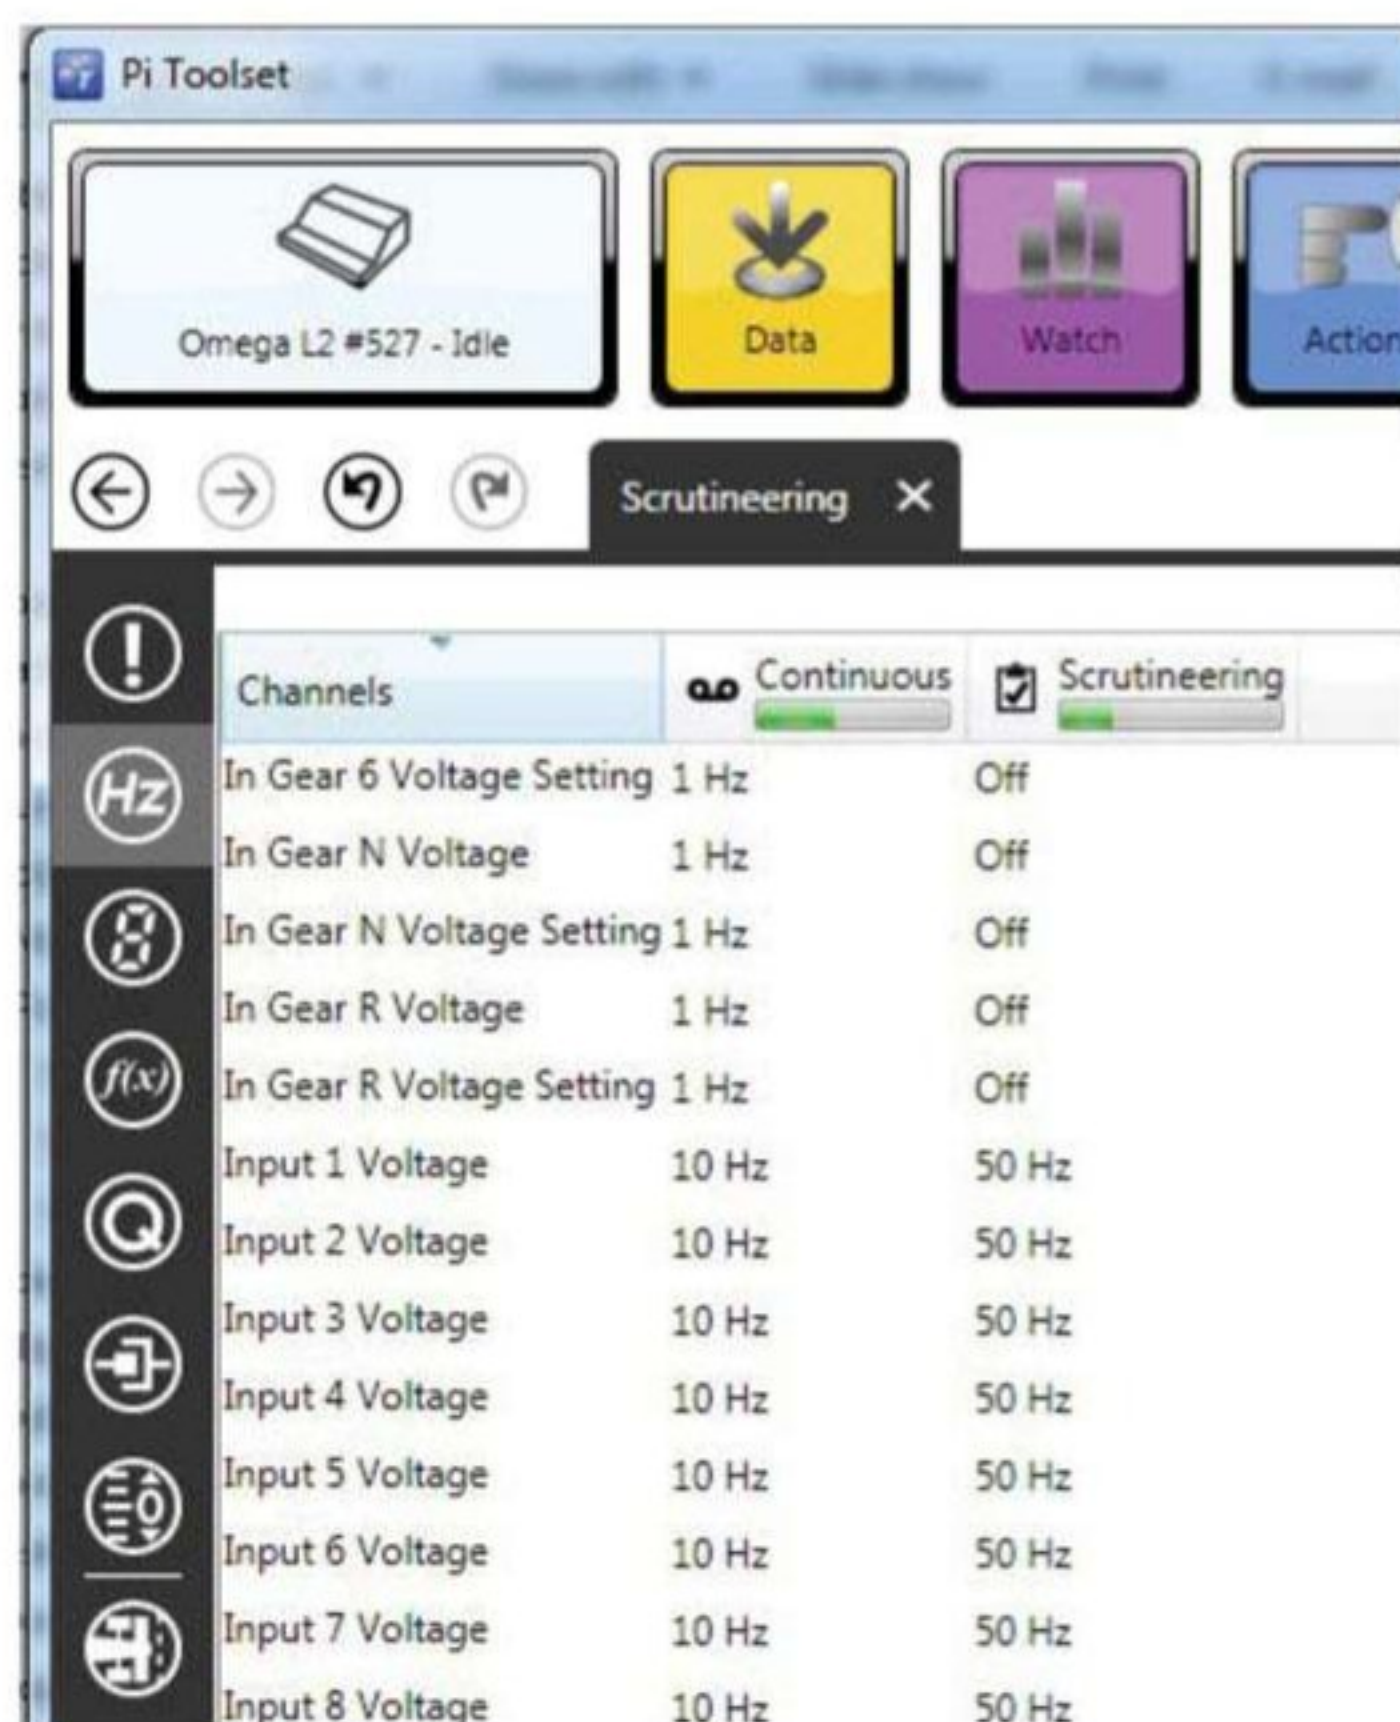 Pi Toolset
Omega L2 #527 - Idle
Data
Watch
Action
Scrutineering
Channels
Continuous
Scrutineering
Hz
f(x)
Q
In Gear 6 Voltage Setting 1 Hz Off
In Gear N Voltage 1 Hz Off
In Gear N Voltage Setting 1 Hz Off
In Gear R Voltage 1 Hz Off
In Gear R Voltage Setting 1 Hz Off
Input 1 Voltage 10 Hz 50 Hz
Input 2 Voltage 10 Hz 50 Hz
Input 3 Voltage 10 Hz 50 Hz
Input 4 Voltage 10 Hz 50 Hz
Input 5 Voltage 10 Hz 50 Hz
Input 6 Voltage 10 Hz 50 Hz
Input 7 Voltage 10 Hz 50 Hz
Input 8 Voltage 10 Hz 50 Hz